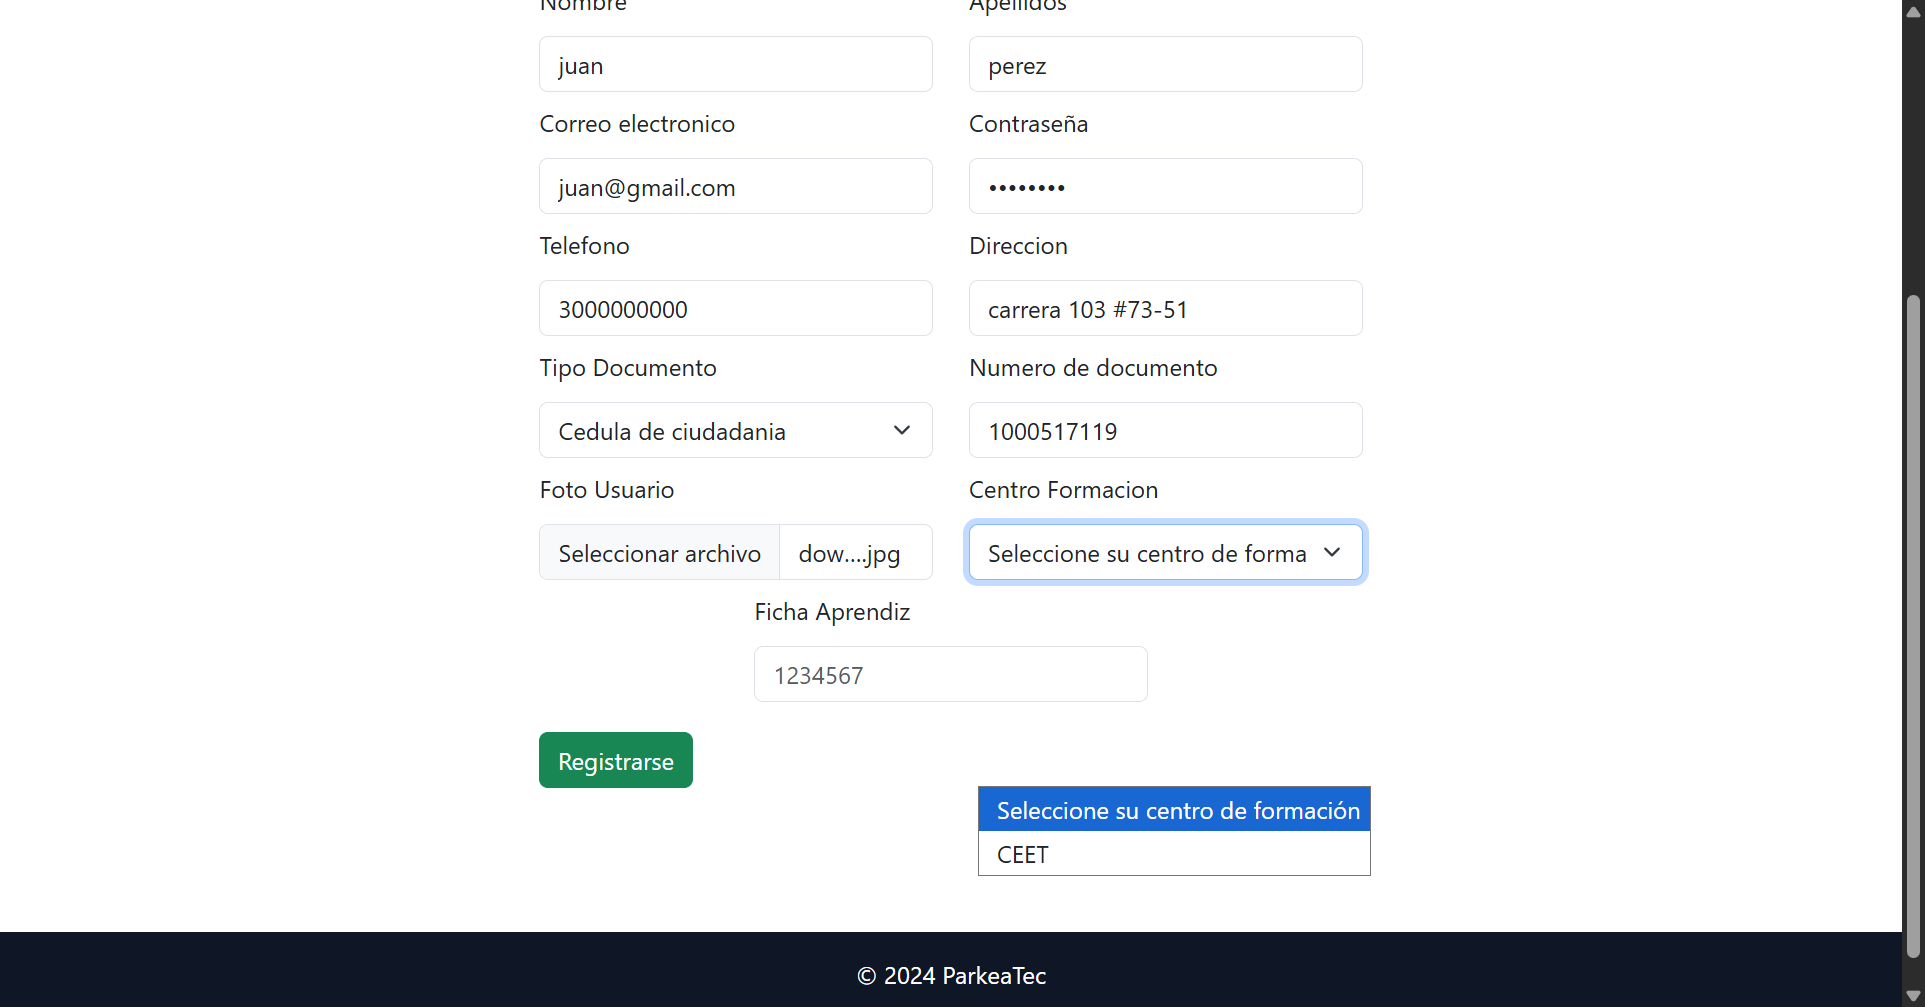 Nombre
Apellidos
juan
perez
Correo electronico
Contraseña
juan@gmail.com
••••••••
Telefono
Direccion
3000000000
carrera 103 #73-51
Tipo Documento
Numero de documento
Cedula de ciudadania
1000517119
Foto Usuario
Centro Formacion
Seleccionar archivo
dow....jpg
Seleccione su centro de forma
Ficha Aprendiz
1234567
Registrarse
Seleccione su centro de formación
CEET
© 2024 ParkeaTec